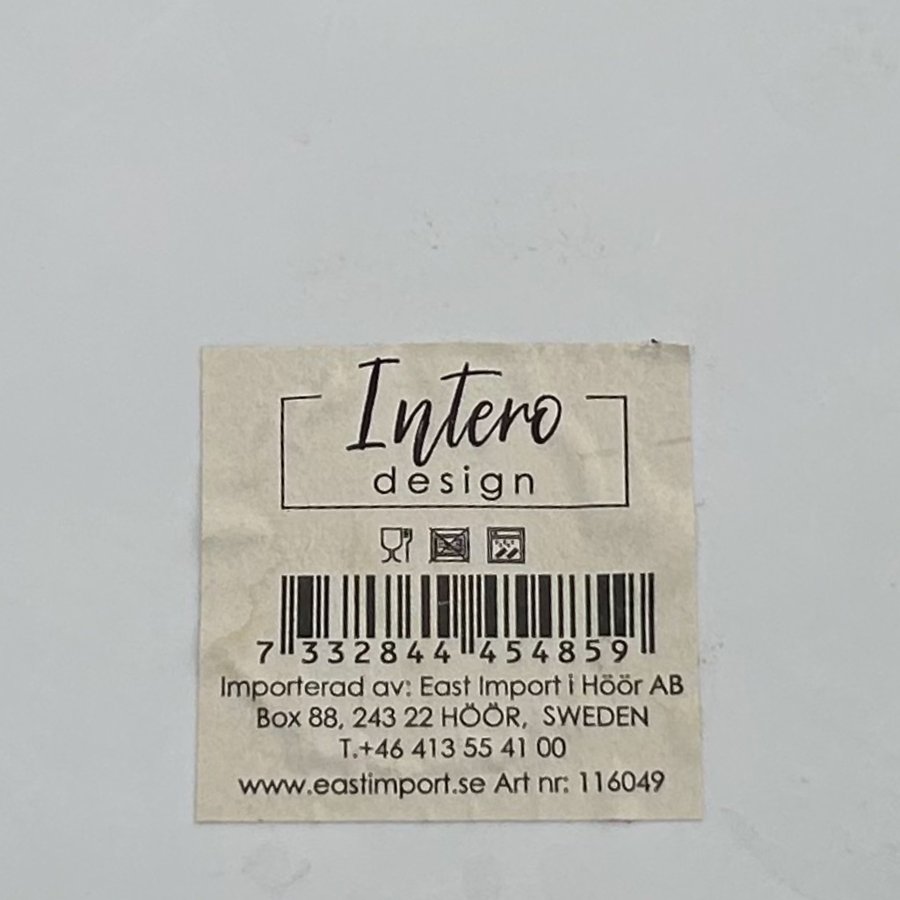 Intero
design
7 332844 454859
Importerad av: East Import i Höör AB
Box 88, 243 22 HÖÖR, SWEDEN
T.+46 413 55 41 00
www.eastimport.se Art nr: 116049